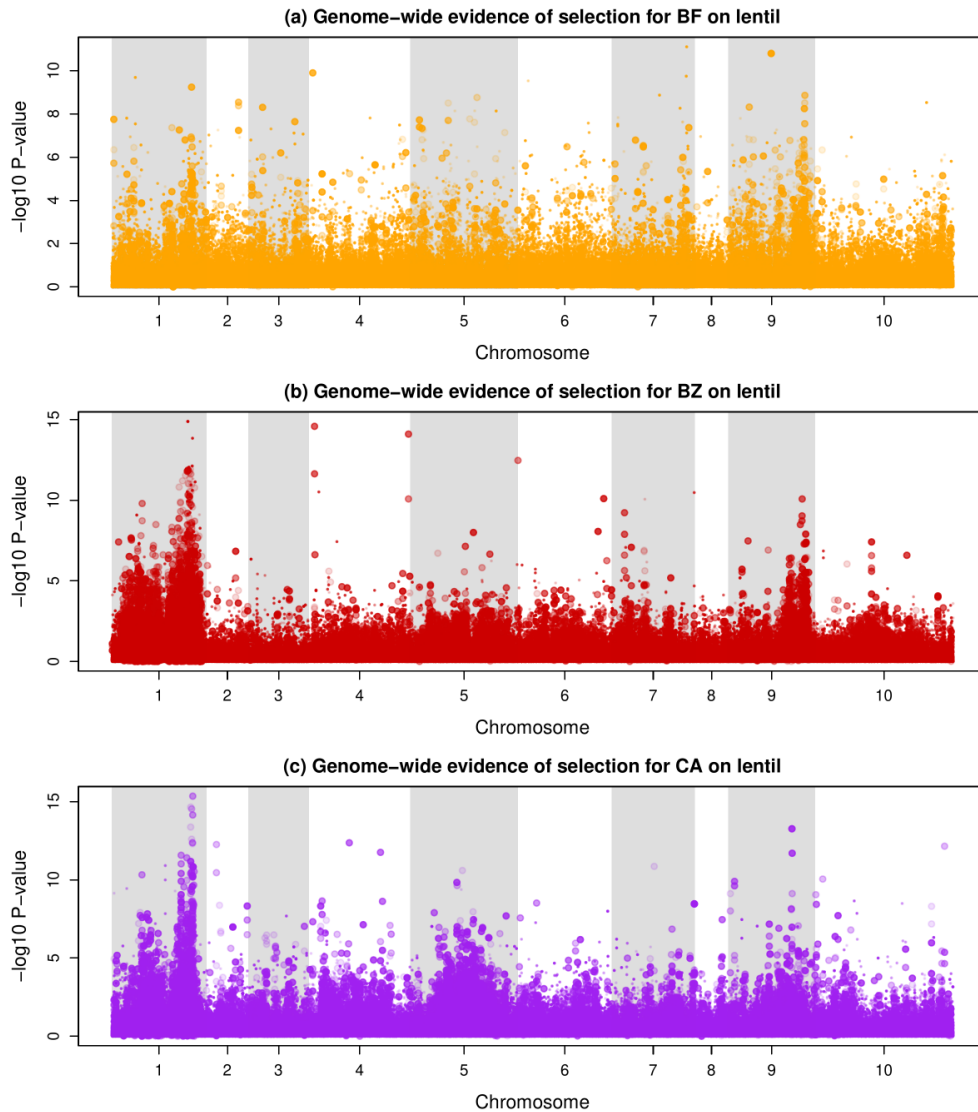 (a) Genome−wide evidence of selection for BF on lentil
−log10 P−value
10
8
6
4
2
0
1 2 3 4 5 6 7 8 9 10
Chromosome
(b) Genome−wide evidence of selection for BZ on lentil
−log10 P−value
15
10
5
0
1 2 3 4 5 6 7 8 9 10
Chromosome
(c) Genome−wide evidence of selection for CA on lentil
−log10 P−value
15
10
5
0
1 2 3 4 5 6 7 8 9 10
Chromosome